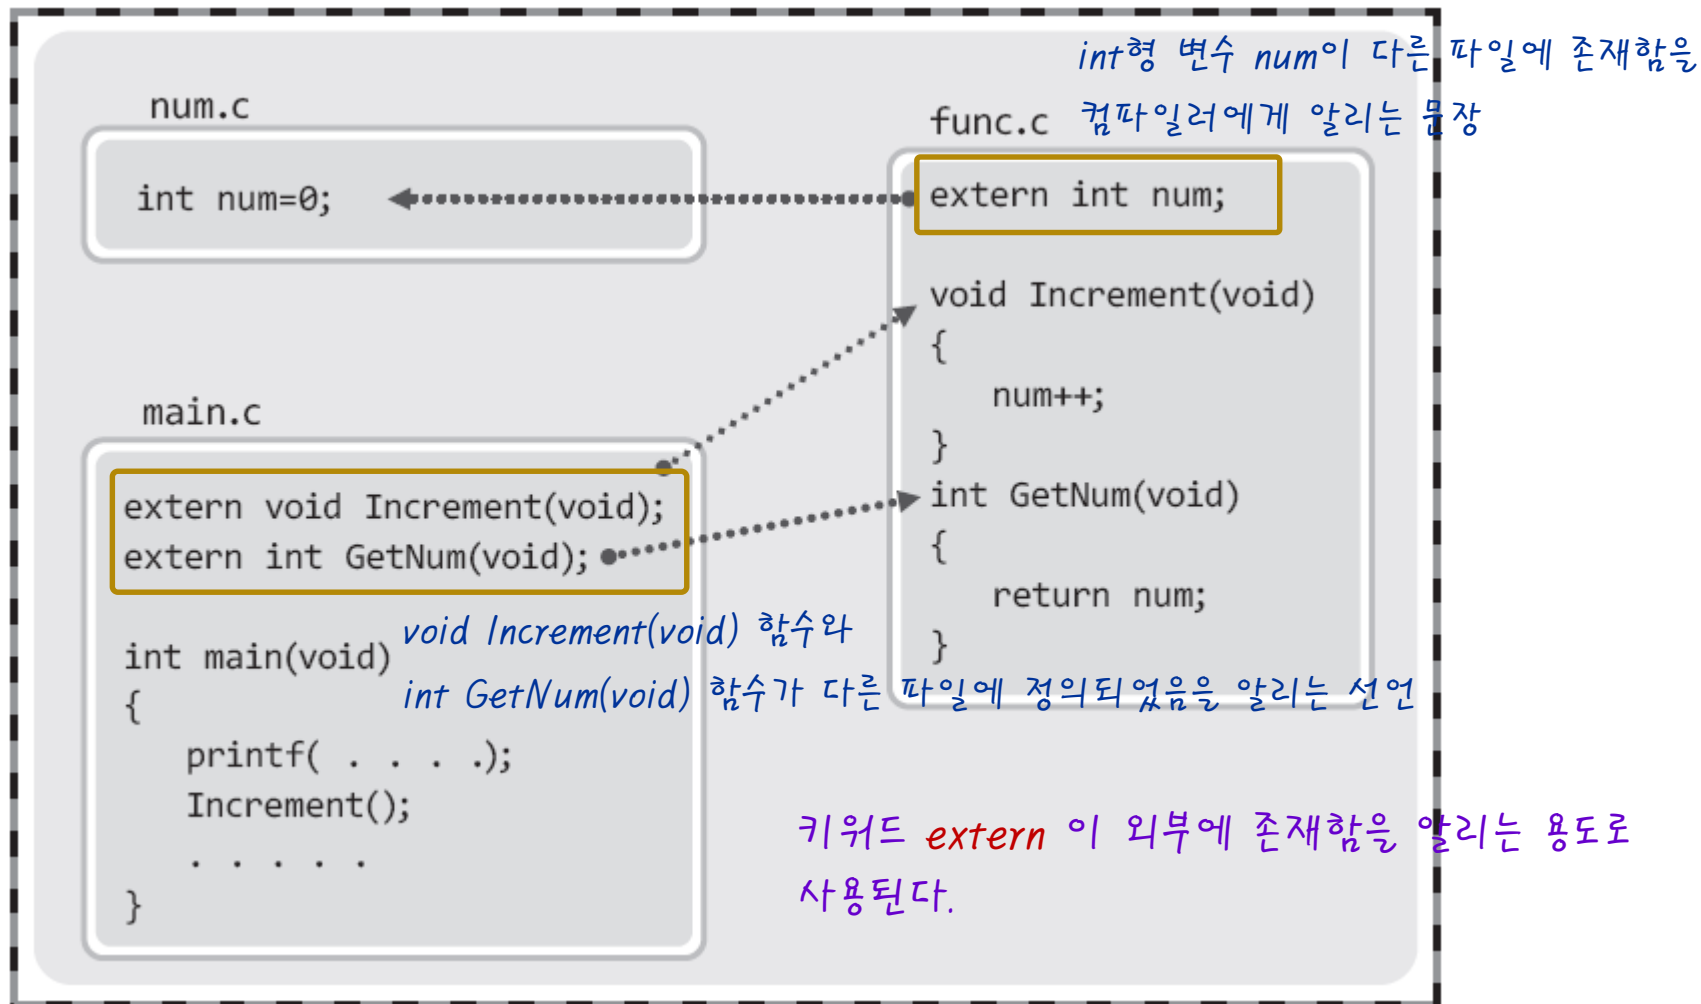 num.c
int num=0;
int형 변수 num이 다른 파일에 존재함을
컴파일러에게 알리는 문장
func.c
extern int num;
void Increment(void)
{
num++;
}
int GetNum(void)
{
return num;
}
main.c
extern void Increment(void);
extern int GetNum(void);
void Increment(void) 함수와
int GetNum(void) 함수가 다른 파일에 정의되었음을 알리는 선언
int main(void)
{
printf( . . . .);
Increment();
. . . . .
}
키워드 extern 이 외부에 존재함을 알리는 용도로
사용된다.